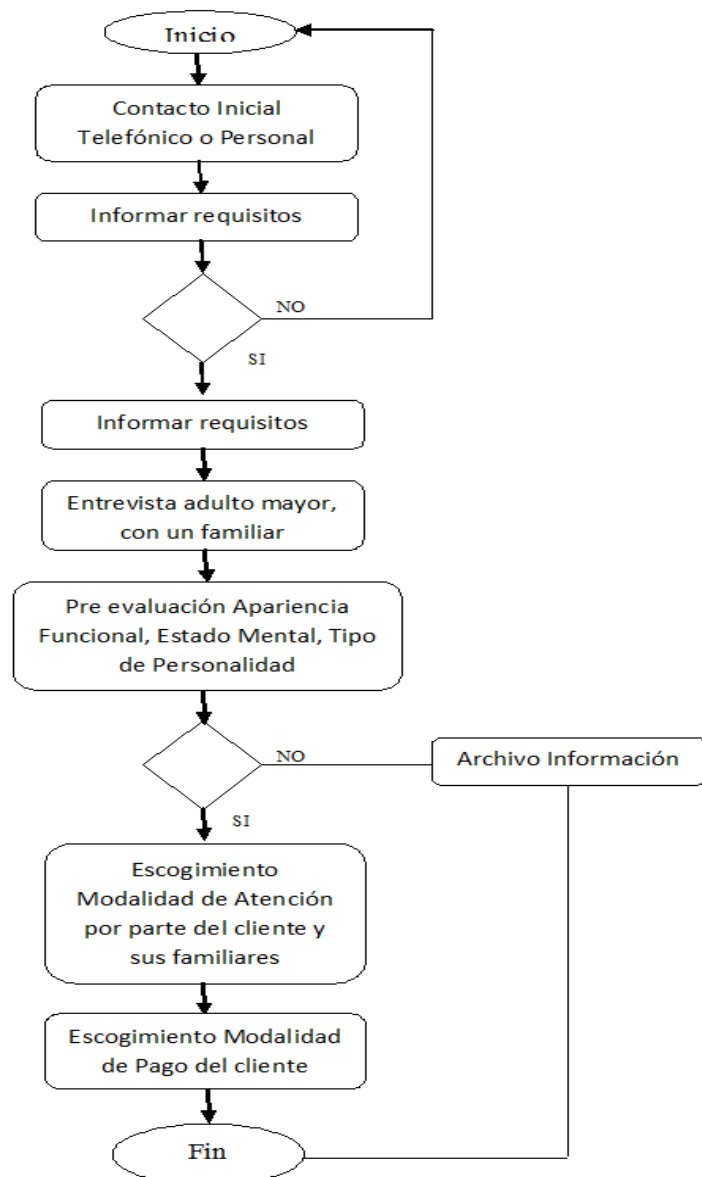 Inicio
Contacto Inicial
Telefónico o Personal
Informar requisitos
NO
SI
Informar requisitos
Entrevista adulto mayor,
con un familiar
Pre evaluación Apariencia
Funcional, Estado Mental, Tipo
de Personalidad
NO
Archivo Información
SI
Escogimiento
Modalidad de Atención
por parte del cliente y
sus familiares
Escogimiento Modalidad
de Pago del cliente
Fin